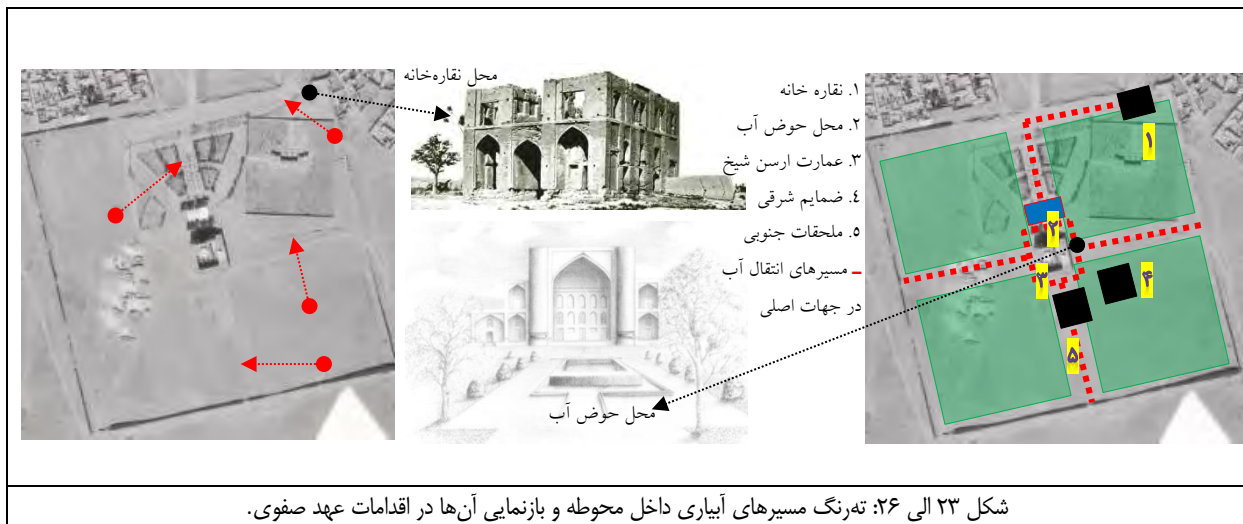 محل نقاره‌خانه
۱. نقاره خانه
۲. محل حوض آب
۳. عمارت ارسن شیخ
٤. ضمایم شرقی
۵. ملحقات جنوبی
مسیرهای انتقال آب
در جهات اصلی
محل حوض آب
۱
۲
۳
۴
۵
شکل ۲۳ الی ۲۶: ته‌رنگ مسیرهای آبیاری داخل محوطه و بازنمایی آن‌ها در اقدامات عهد صفوی.